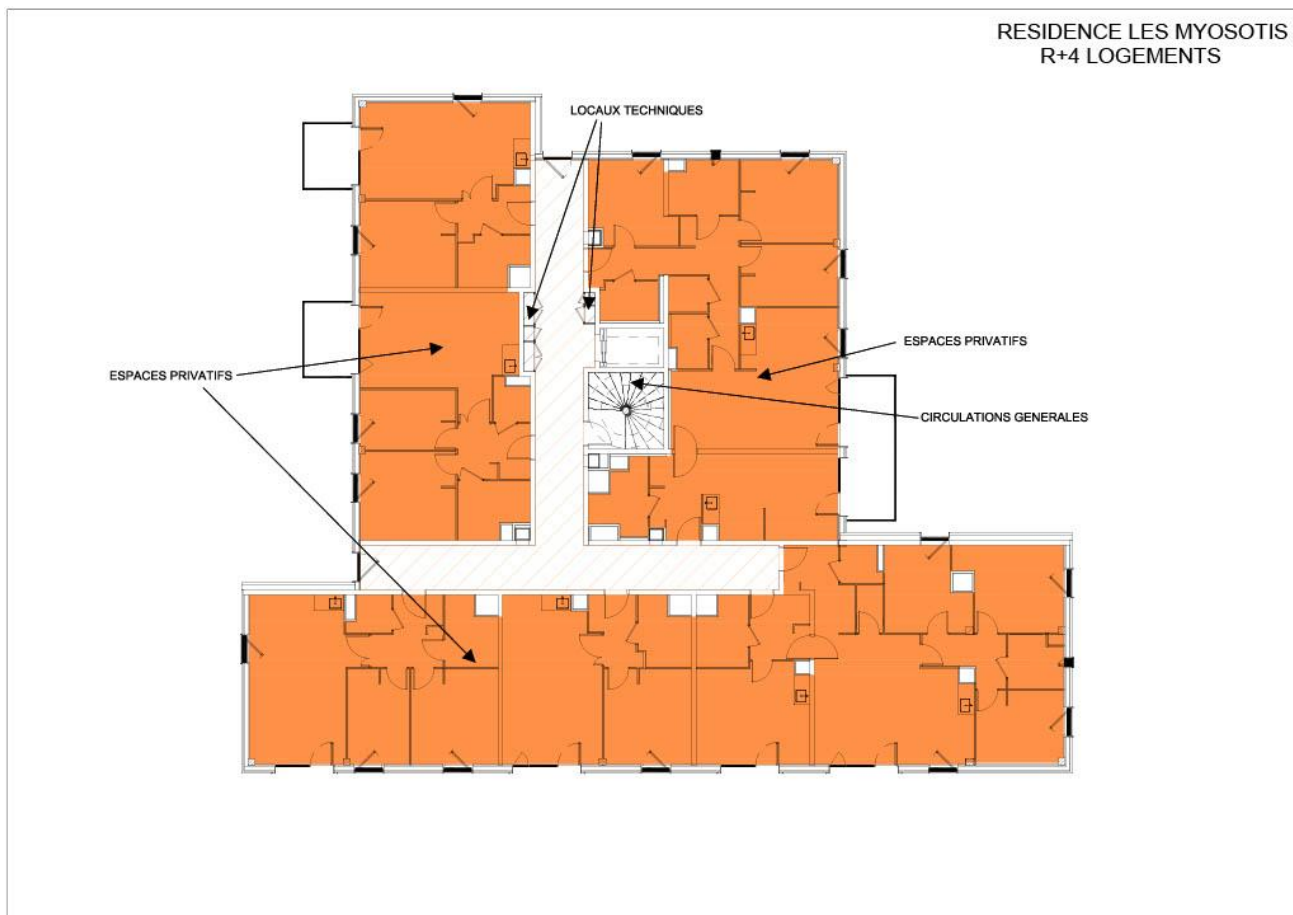 RESIDENCE LES MYOSOTIS
R+4 LOGEMENTS
LOCAUX TECHNIQUES
ESPACES PRIVATIFS
ESPACES PRIVATIFS
CIRCULATIONS GENERALES